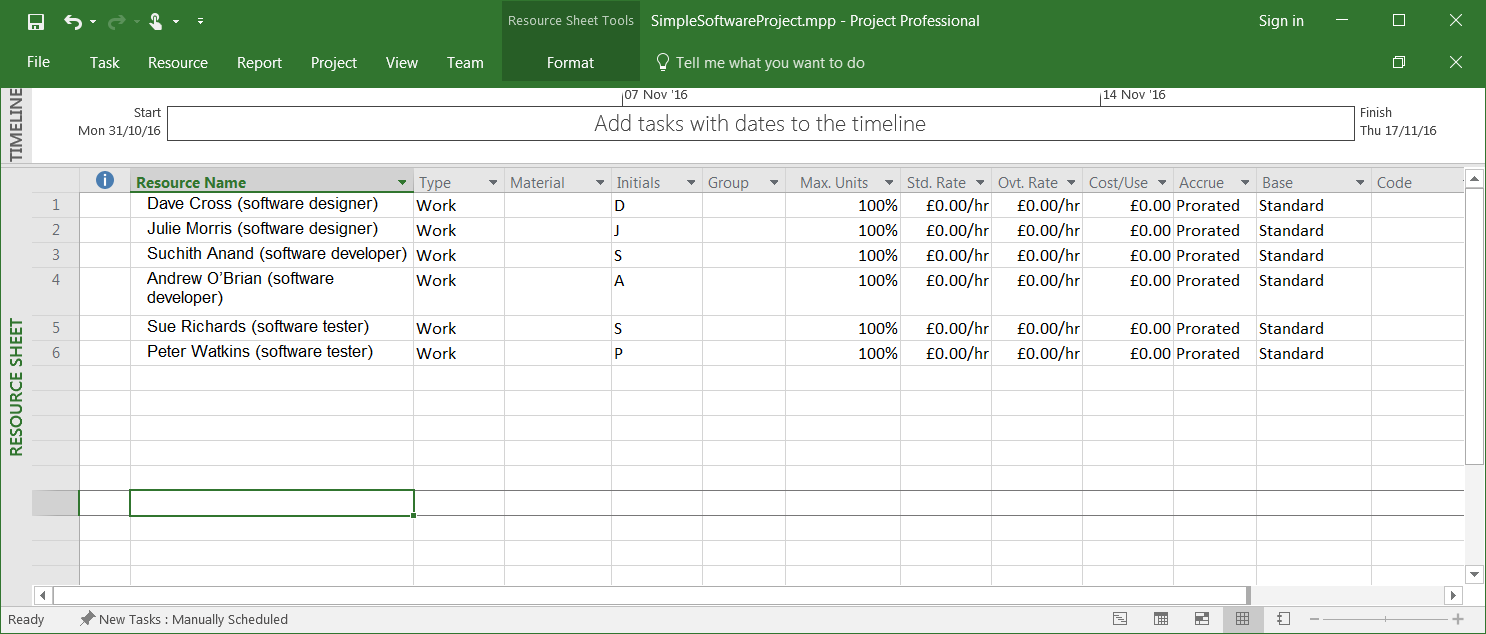 Resource Sheet Tools SimpleSoftwareProject.mpp - Project Professional Sign in
File Task Resource Report Project View Team Format Tell me what you want to do
TIMELINE
07 Nov '16 14 Nov '16
Start
Mon 31/10/16
Add tasks with dates to the timeline
Finish
Thu 17/11/16
RESOURCE SHEET
Resource Name Type Material Initials Group Max. Units Std. Rate Ovt. Rate Cost/Use Accrue Base Code
1 Dave Cross (software designer) Work D 100% £0.00/hr £0.00/hr £0.00 Prorated Standard
2 Julie Morris (software designer) Work J 100% £0.00/hr £0.00/hr £0.00 Prorated Standard
3 Suchith Anand (software developer) Work S 100% £0.00/hr £0.00/hr £0.00 Prorated Standard
4 Andrew O’Brian (software Work A 100% £0.00/hr £0.00/hr £0.00 Prorated Standard
developer)
5 Sue Richards (software tester) Work S 100% £0.00/hr £0.00/hr £0.00 Prorated Standard
6 Peter Watkins (software tester) Work P 100% £0.00/hr £0.00/hr £0.00 Prorated Standard
Ready New Tasks : Manually Scheduled